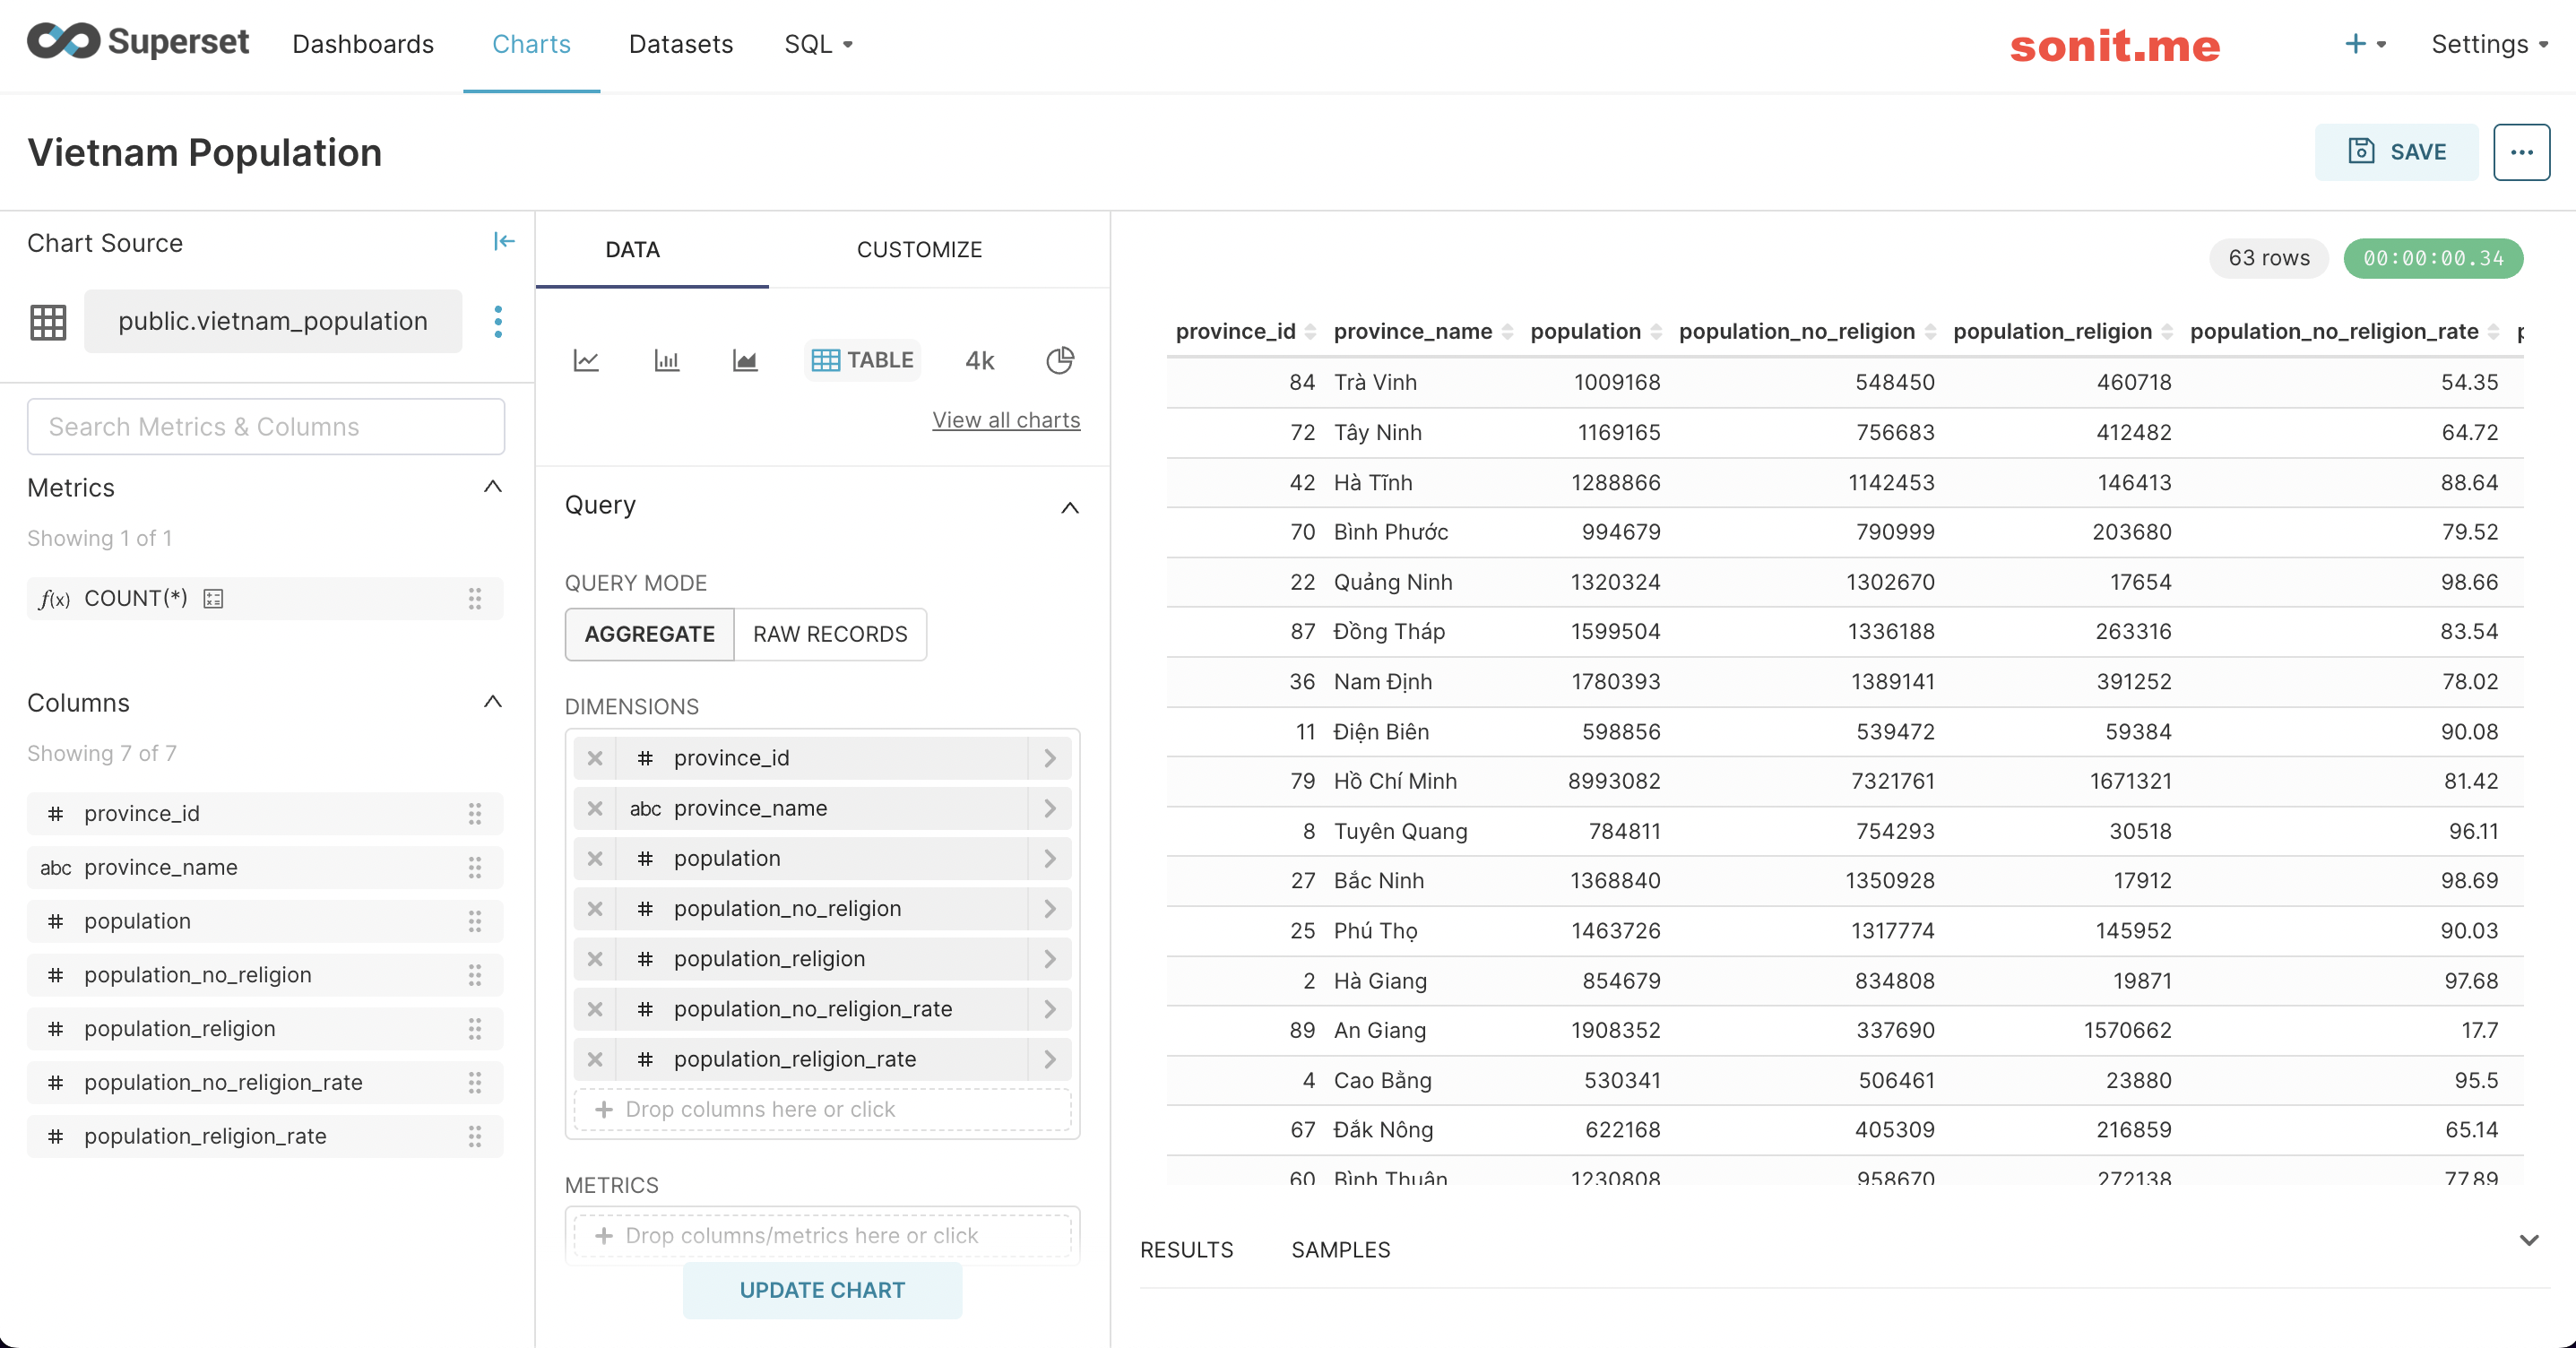 Superset Dashboards Charts Datasets SQL sonit.me + Settings
Vietnam Population SAVE ...
Chart Source
public.vietnam_population
Search Metrics & Columns
Metrics
Showing 1 of 1
f(x) COUNT(*)
Columns
Showing 7 of 7
# province_id
abc province_name
# population
# population_no_religion
# population_religion
# population_no_religion_rate
# population_religion_rate
DATA CUSTOMIZE
TABLE 4k
View all charts
Query
QUERY MODE
AGGREGATE RAW RECORDS
DIMENSIONS
# province_id
abc province_name
# population
# population_no_religion
# population_religion
# population_no_religion_rate
# population_religion_rate
+ Drop columns here or click
METRICS
+ Drop columns/metrics here or click
UPDATE CHART
63 rows 00:00:00.34
province_id province_name population population_no_religion population_religion population_no_religion_rate
84 Trà Vinh 1009168 548450 460718 54.35
72 Tây Ninh 1169165 756683 412482 64.72
42 Hà Tĩnh 1288866 1142453 146413 88.64
70 Bình Phước 994679 790999 203680 79.52
22 Quảng Ninh 1320324 1302670 17654 98.66
87 Đồng Tháp 1599504 1336188 263316 83.54
36 Nam Định 1780393 1389141 391252 78.02
11 Điện Biên 598856 539472 59384 90.08
79 Hồ Chí Minh 8993082 7321761 1671321 81.42
8 Tuyên Quang 784811 754293 30518 96.11
27 Bắc Ninh 1368840 1350928 17912 98.69
25 Phú Thọ 1463726 1317774 145952 90.03
2 Hà Giang 854679 834808 19871 97.68
89 An Giang 1908352 337690 1570662 17.7
4 Cao Bằng 530341 506461 23880 95.5
67 Đắk Nông 622168 405309 216859 65.14
60 Bình Thuận 1230808 958670 272138 77.89
RESULTS SAMPLES